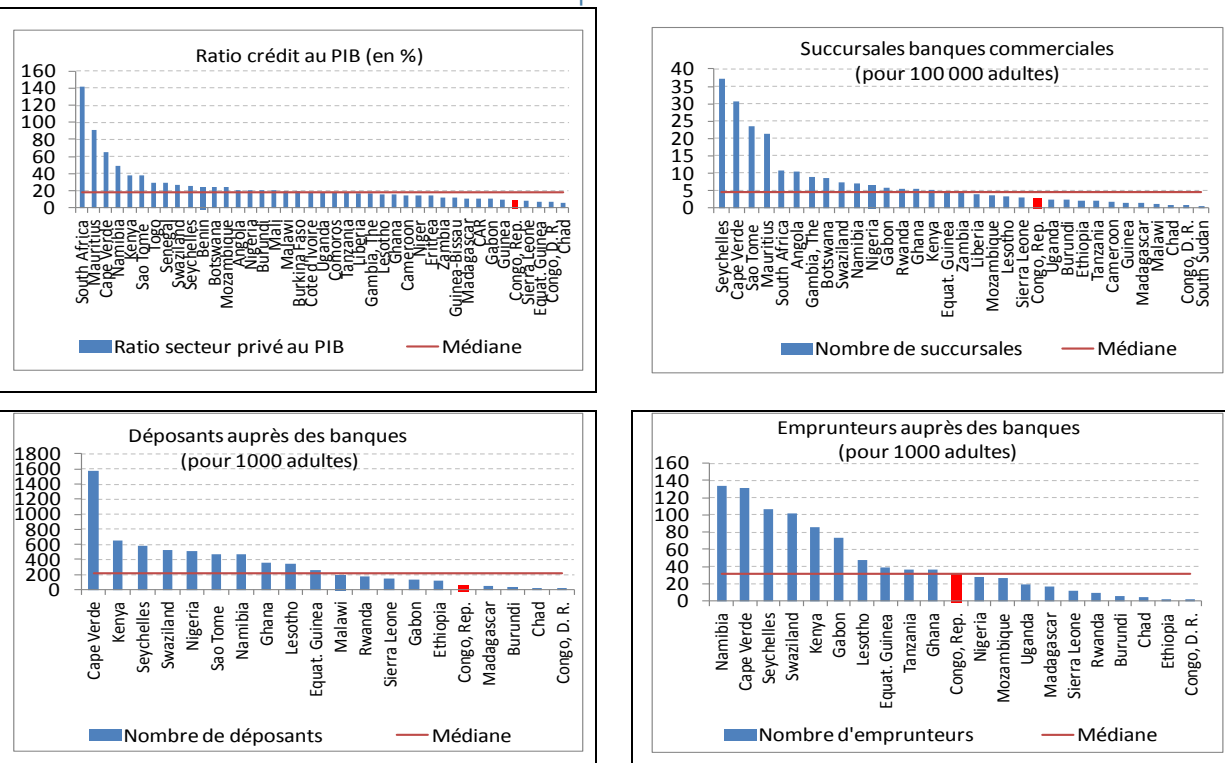 Ratio crédit au PIB (en %)
160
140
120
100
80
60
40
20
0
South Africa
Mauritius
Cape Verde
Namibia
Kenya
Sao Tome
Togo
Senegal
Swaziland
Seychelles
Benin
Botswana
Mozambique
Angola
Nigeria
Burundi
Mali
Malawi
Burkina Faso
Cote d'Ivoire
Uganda
Comoros
Tanzania
Liberia
Gambia, The
Lesotho
Ghana
Cameroon
Niger
Eritrea
Zambia
Guinea-Bissau
Madagascar
CAR
Gabon
Guinea
Congo, Rep.
Sierra Leone
Equat. Guinea
Congo, D. R.
Chad
Ratio secteur privé au PIB
Médiane
Succursales banques commerciales
(pour 100 000 adultes)
40
35
30
25
20
15
10
5
0
Seychelles
Cape Verde
Sao Tome
Mauritius
South Africa
Angola
Gambia, The
Botswana
Swaziland
Namibia
Nigeria
Gabon
Rwanda
Ghana
Kenya
Equat. Guinea
Zambia
Liberia
Mozambique
Lesotho
Sierra Leone
Congo, Rep.
Uganda
Burundi
Ethiopia
Tanzania
Cameroon
Guinea
Madagascar
Malawi
Chad
Congo, D. R.
South Sudan
Nombre de succursales
Médiane
Déposants auprès des banques
(pour 1000 adultes)
1800
1600
1400
1200
1000
800
600
400
200
0
Cape Verde
Kenya
Seychelles
Swaziland
Nigeria
Sao Tome
Namibia
Ghana
Lesotho
Equat. Guinea
Malawi
Rwanda
Sierra Leone
Gabon
Ethiopia
Congo, Rep.
Madagascar
Burundi
Chad
Congo, D. R.
Nombre de déposants
Médiane
Emprunteurs auprès des banques
(pour 1000 adultes)
160
140
120
100
80
60
40
20
0
Namibia
Cape Verde
Seychelles
Swaziland
Kenya
Gabon
Lesotho
Equat. Guinea
Tanzania
Ghana
Congo, Rep.
Nigeria
Mozambique
Uganda
Madagascar
Sierra Leone
Rwanda
Burundi
Chad
Ethiopia
Congo, D. R.
Nombre d'emprunteurs
Médiane